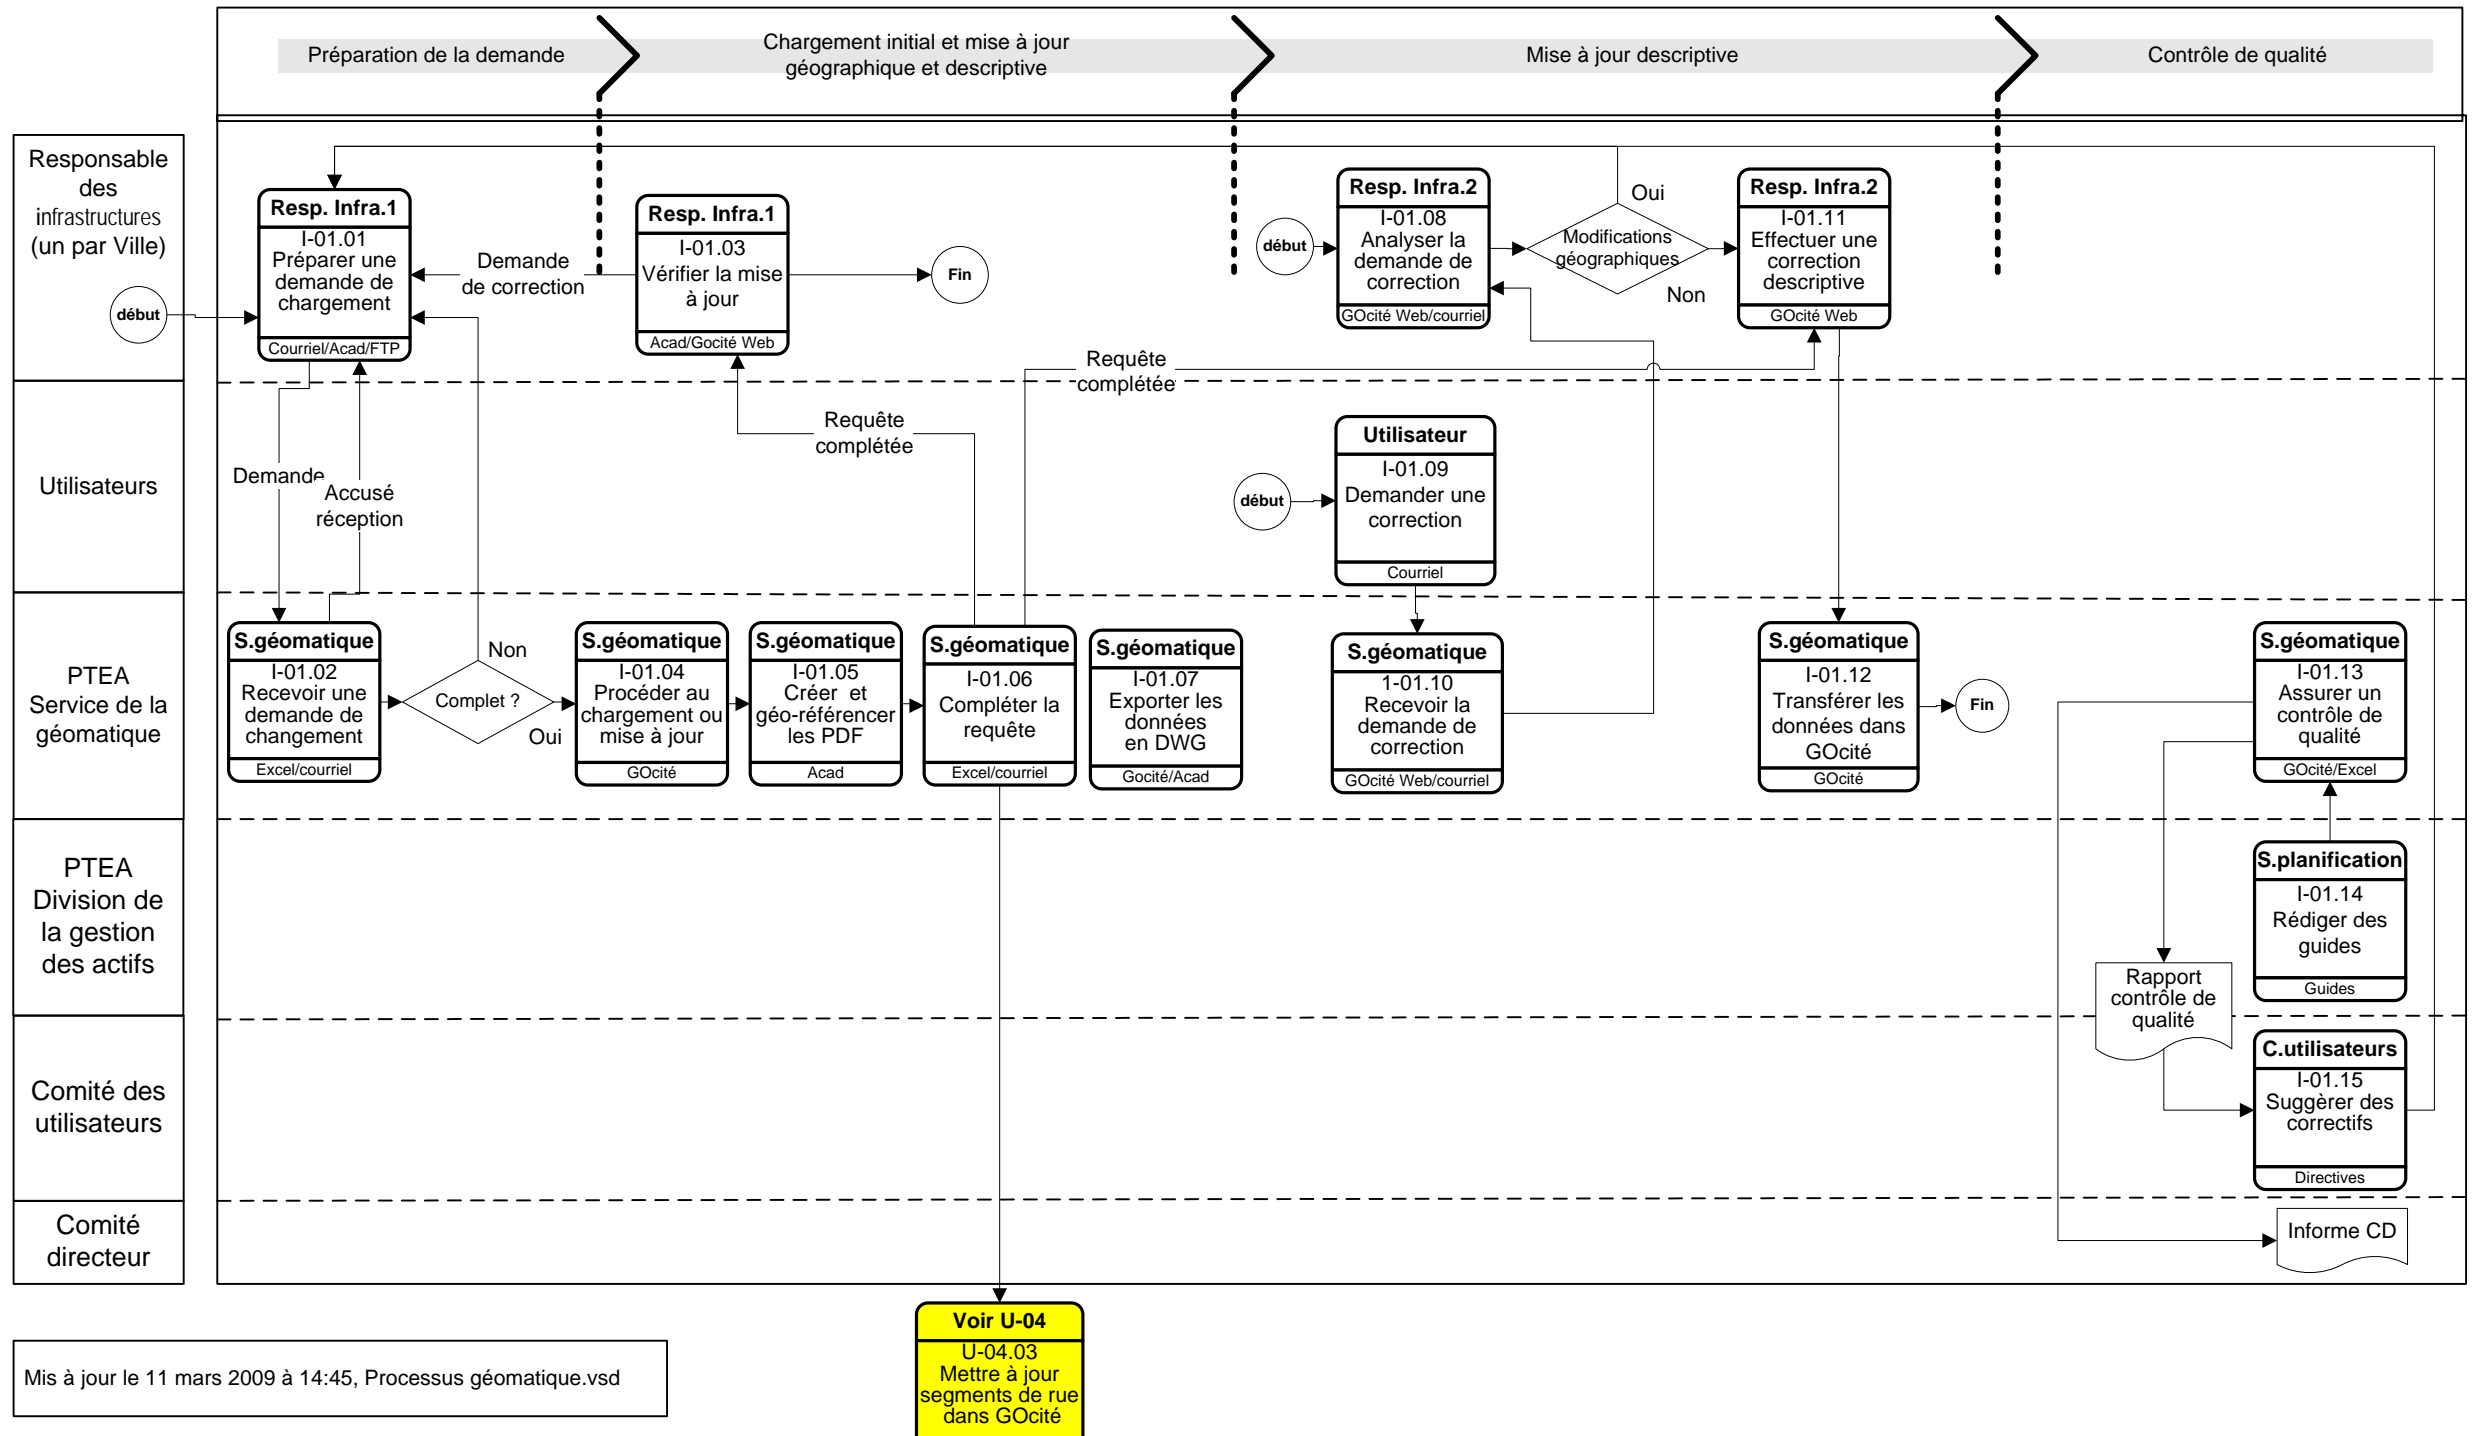 Préparation de la demande
Chargement initial et mise à jour
géographique et descriptive
Mise à jour descriptive
Contrôle de qualité
Responsable
des
infrastructures
(un par Ville)
début
Resp. Infra.1
I-01.01
Préparer une
demande de
chargement
Courriel/Acad/FTP
Demande
de correction
Resp. Infra.1
I-01.03
Vérifier la mise
à jour
Acad/Gocité Web
Fin
début
Resp. Infra.2
I-01.08
Analyser la
demande de
correction
GOcité Web/courriel
Modifications
géographiques
Oui
Non
Resp. Infra.2
I-01.11
Effectuer une
correction
descriptive
GOcité Web
Requête
complétée
Utilisateurs
Demande
Accusé
réception
Requête
complétée
début
Utilisateur
I-01.09
Demander une
correction
Courriel
PTEA
Service de la
géomatique
S.géomatique
I-01.02
Recevoir une
demande de
changement
Excel/courriel
Complet ?
Non
Oui
S.géomatique
I-01.04
Procéder au
chargement ou
mise à jour
GOcité
S.géomatique
I-01.05
Créer et
géo-référencer
les PDF
Acad
S.géomatique
I-01.06
Compléter la
requête
Excel/courriel
S.géomatique
I-01.07
Exporter les
données
en DWG
Gocité/Acad
S.géomatique
1-01.10
Recevoir la
demande de
correction
GOcité Web/courriel
S.géomatique
I-01.12
Transférer les
données dans
GOcité
GOcité
Fin
S.géomatique
I-01.13
Assurer un
contrôle de
qualité
GOcité/Excel
PTEA
Division de
la gestion
des actifs
S.planification
I-01.14
Rédiger des
guides
Guides
Rapport
contrôle de
qualité
Comité des
utilisateurs
C.utilisateurs
I-01.15
Suggèrer des
correctifs
Directives
Comité
directeur
Informe CD
Voir U-04
U-04.03
Mettre à jour
segments de rue
dans GOcité
Mis à jour le 11 mars 2009 à 14:45, Processus géomatique.vsd